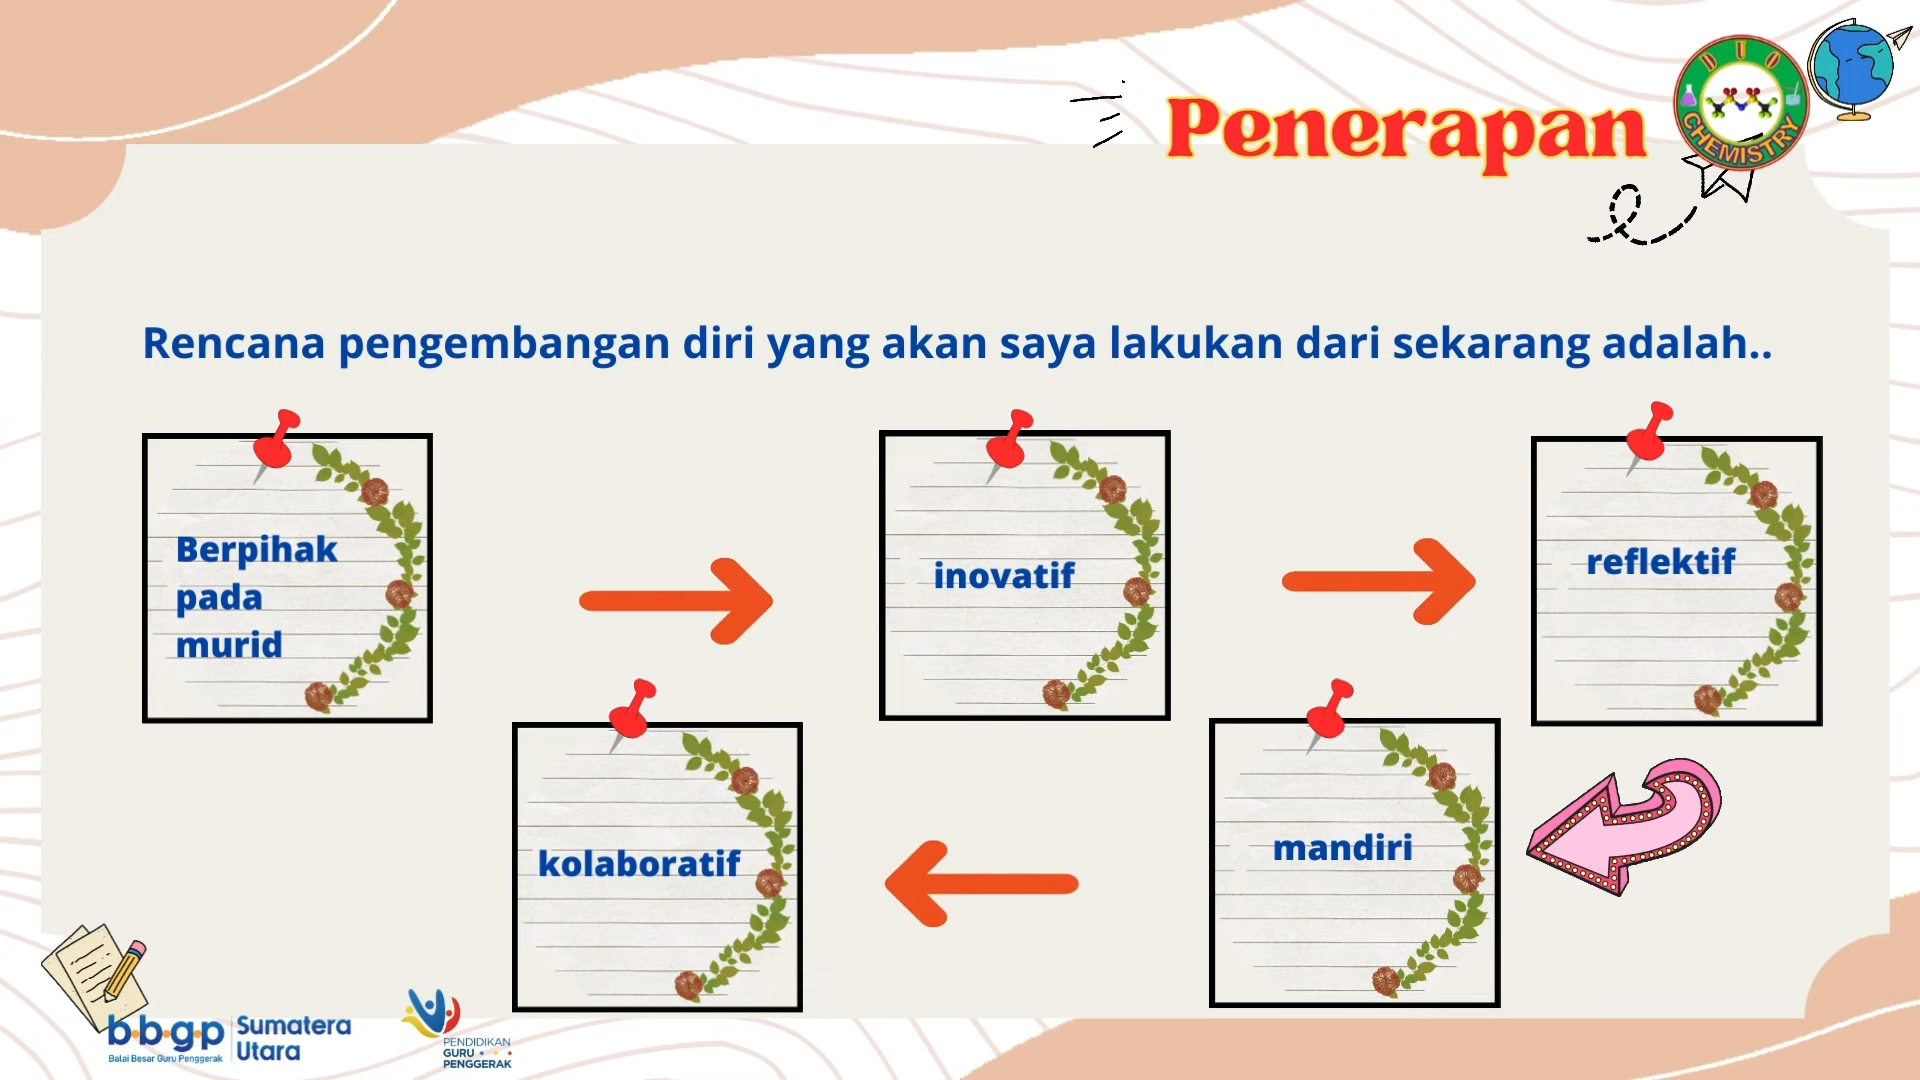 DUO
CHEMISTRY
Penerapan
Rencana pengembangan diri yang akan saya lakukan dari sekarang adalah..
Berpihak
pada
murid
inovatif
reflektif
mandiri
kolaboratif
b·b·g·p
Balai Besar Guru Penggerak
Sumatera
Utara
PENDIDIKAN
GURU
PENGGERAK